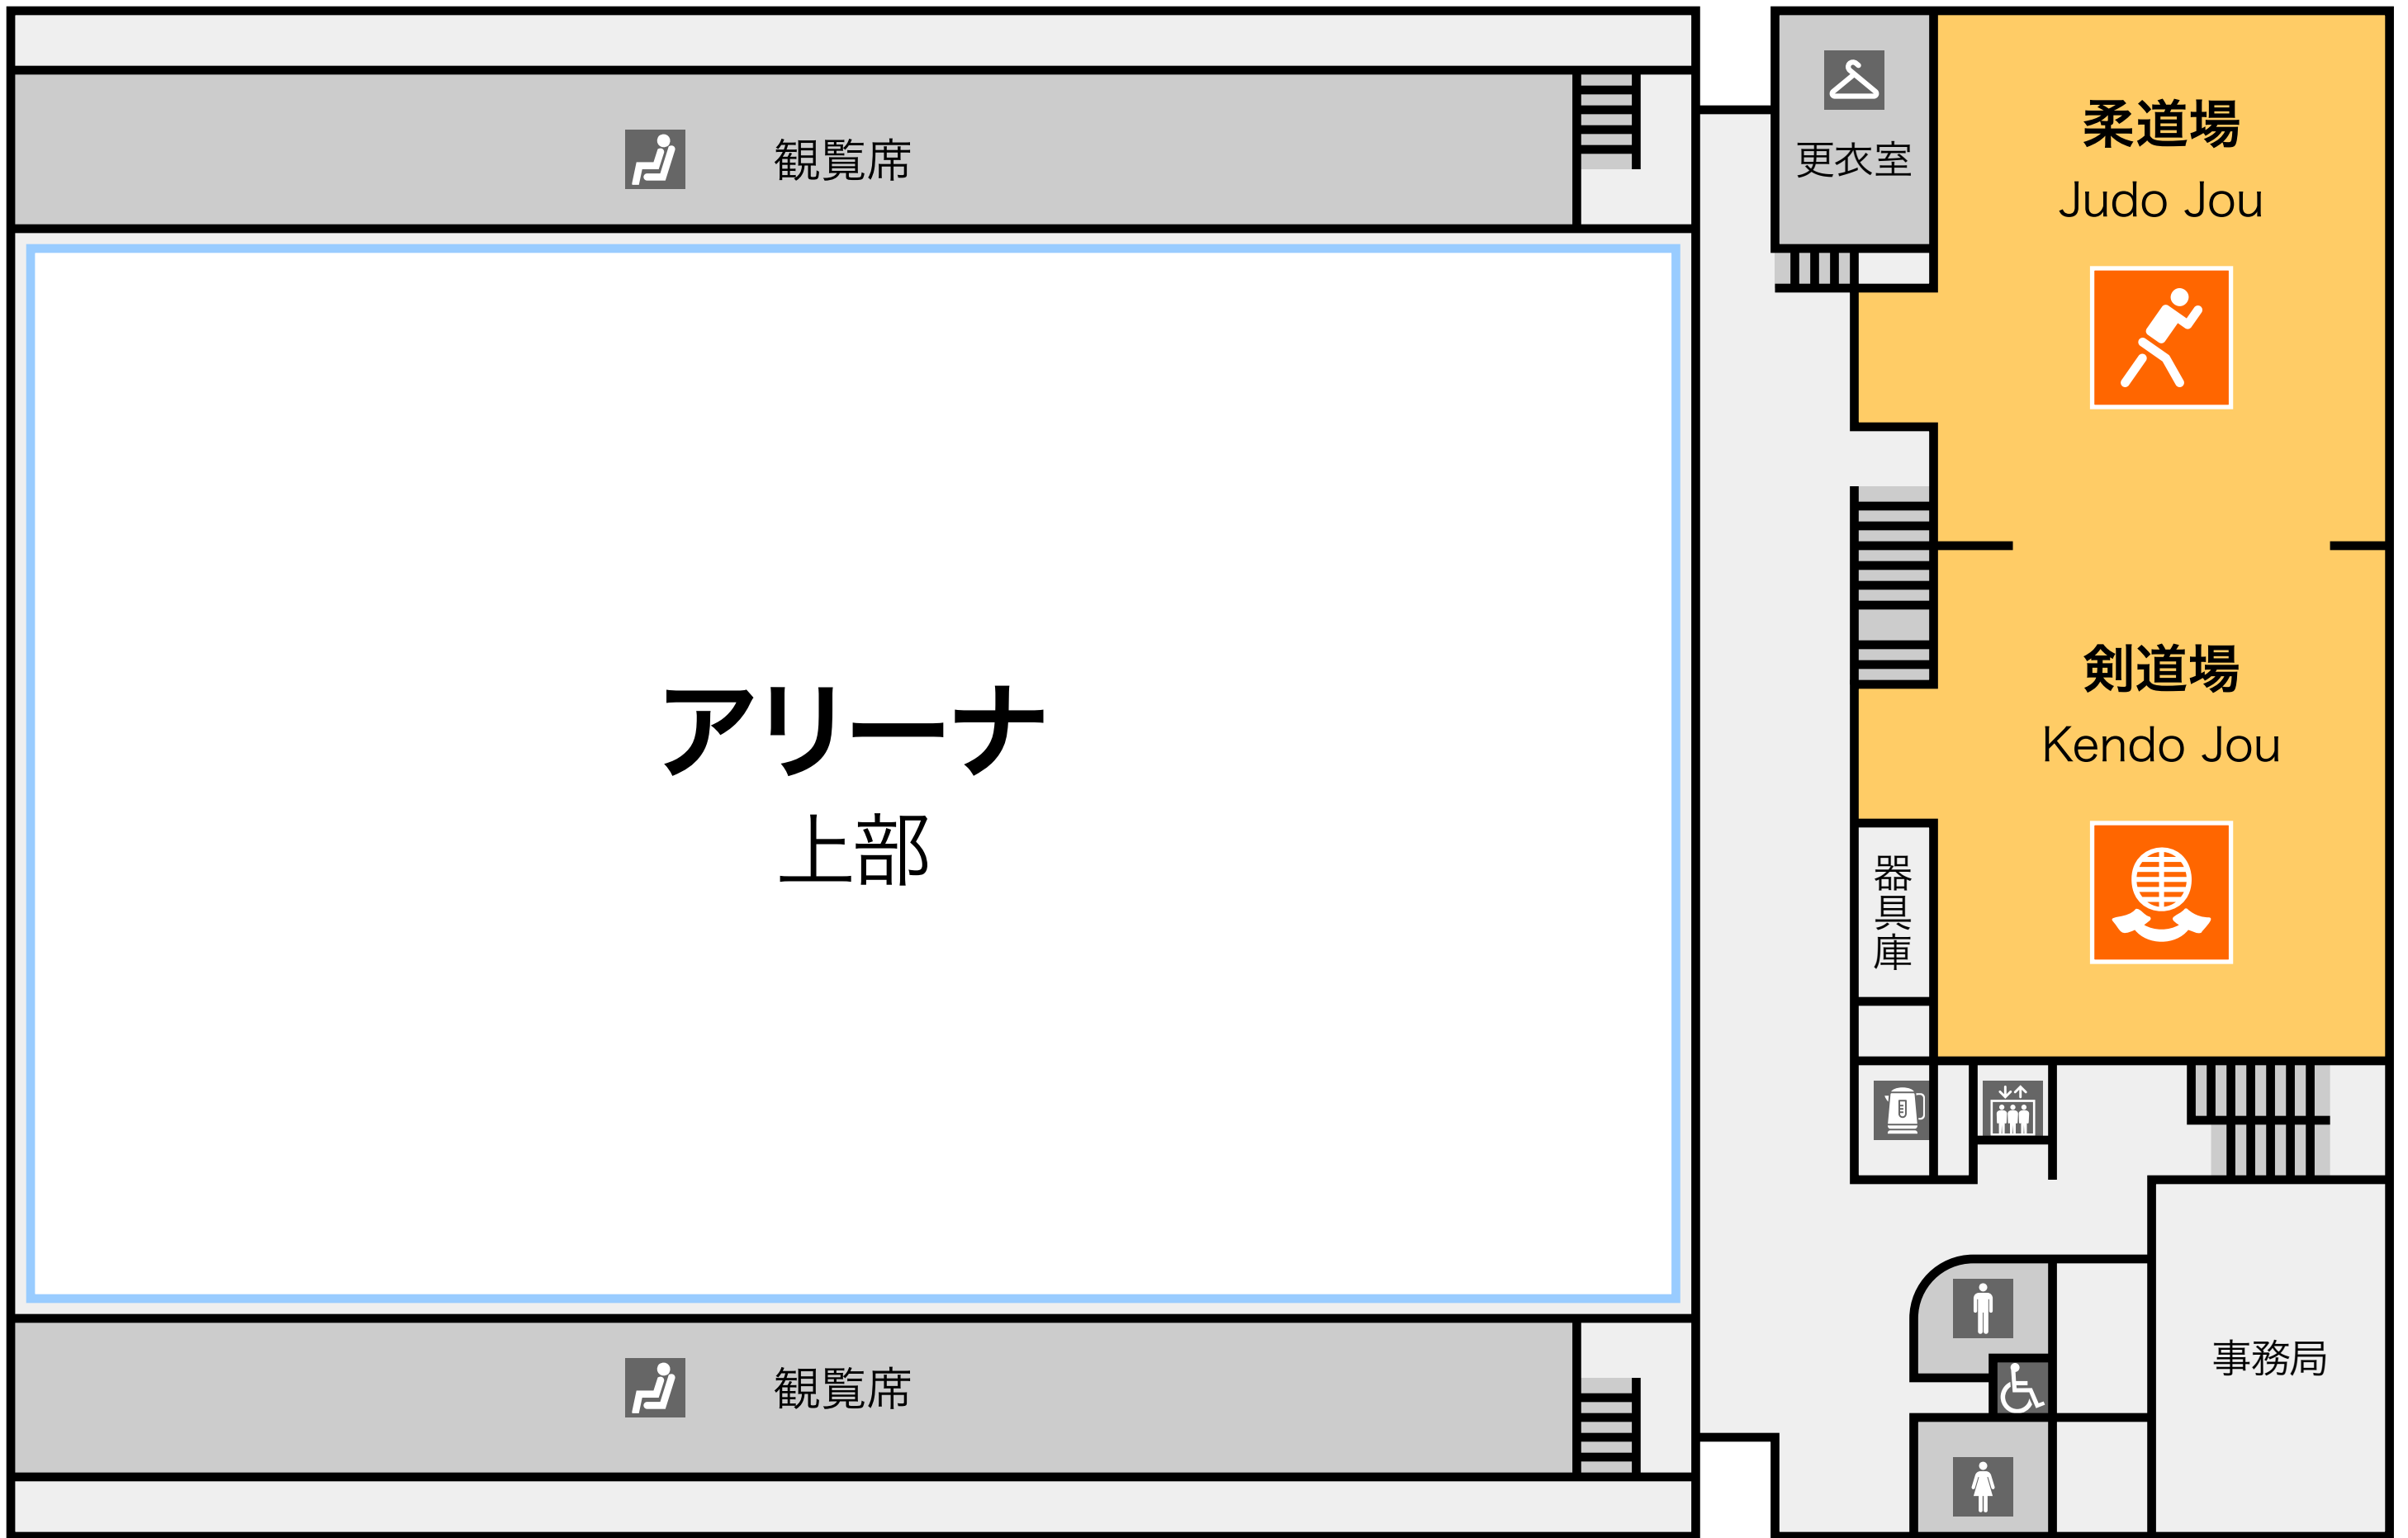 観覧席
更衣室
柔道場
Judo Jou
アリーナ
上部
剣道場
Kendo Jou
器具庫
観覧席
事務局